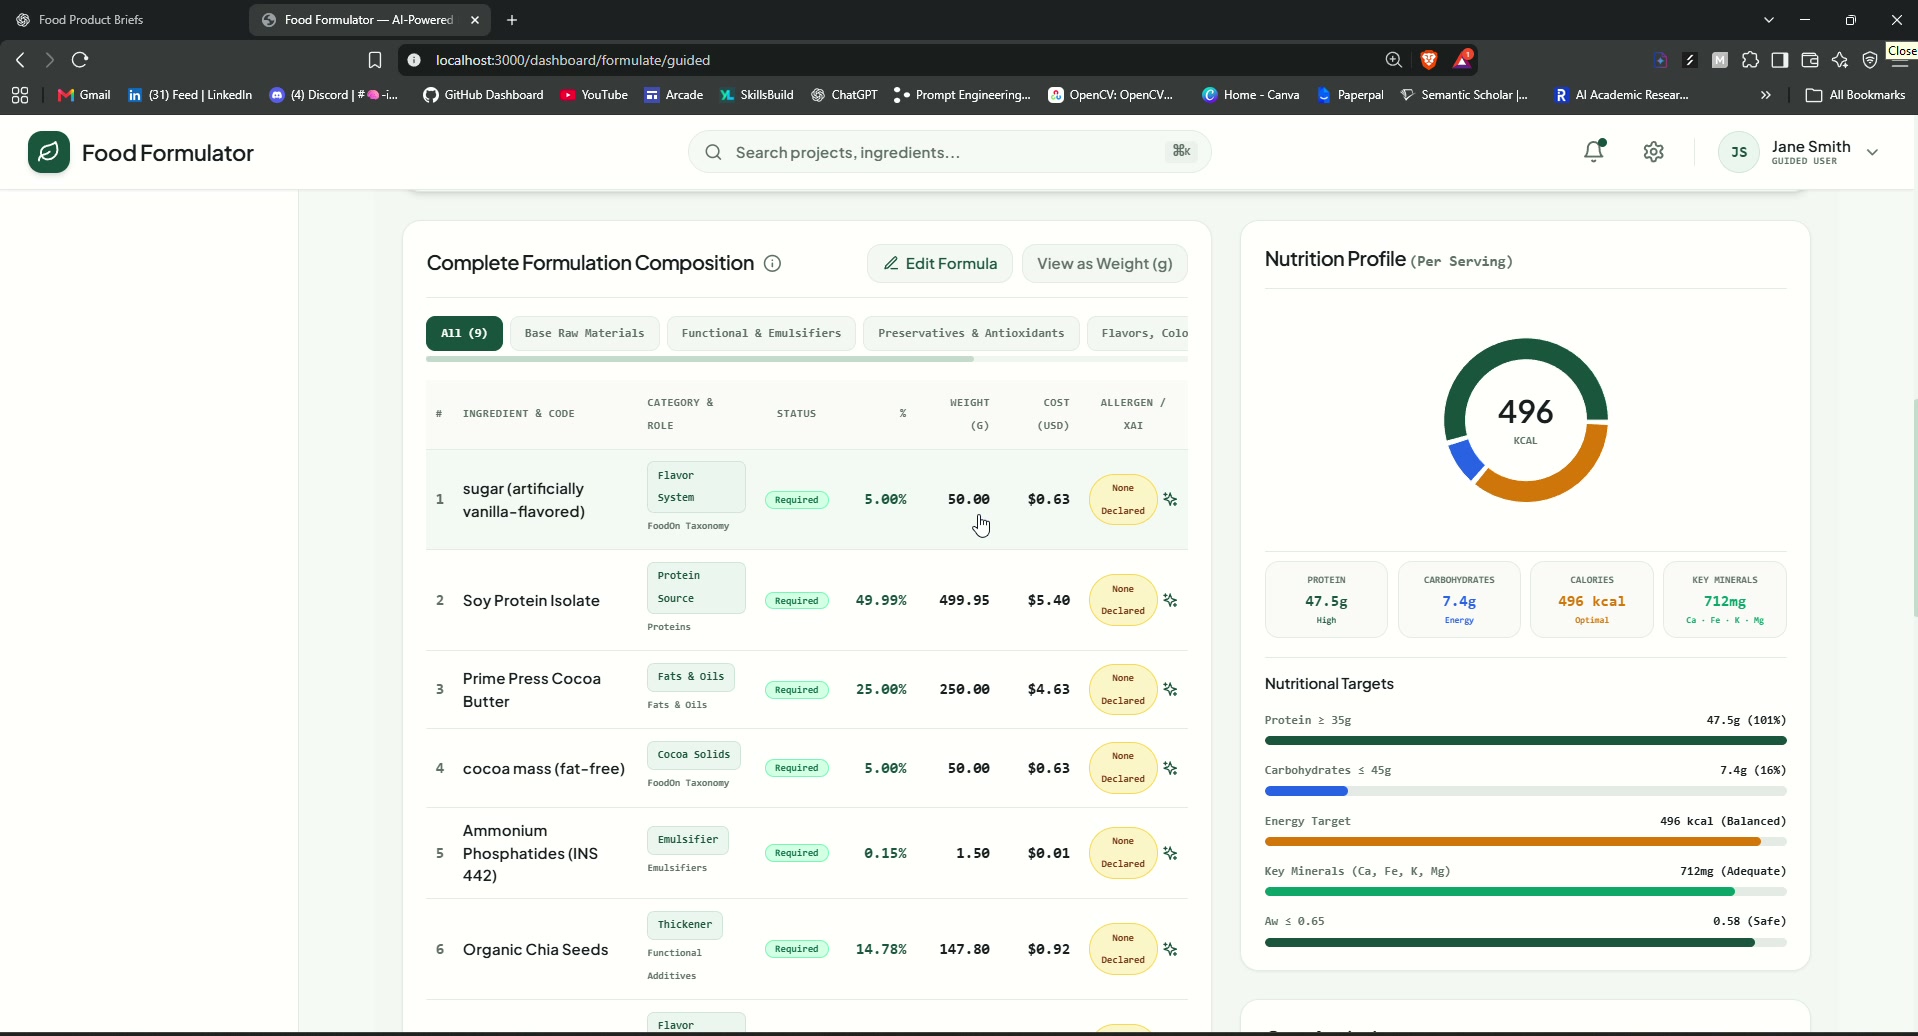 Food Product Briefs
Food Formulator — AI-Powered
localhost:3000/dashboard/formulate/guided
1
Close
Gmail
(31) Feed | LinkedIn
(4) Discord | #🧠-i...
GitHub Dashboard
YouTube
Arcade
SkillsBuild
ChatGPT
Prompt Engineering...
OpenCV: OpenCV...
Home - Canva
Paperpal
Semantic Scholar |...
AI Academic Resear...
All Bookmarks
Food Formulator
Search projects, ingredients...
⌘K
JS
Jane Smith
GUIDED USER
Complete Formulation Composition
Edit Formula
View as Weight (g)
All (9)
Base Raw Materials
Functional & Emulsifiers
Preservatives & Antioxidants
Flavors, Colo
#
INGREDIENT & CODE
CATEGORY &
ROLE
STATUS
%
WEIGHT
(G)
COST
(USD)
ALLERGEN /
XAI
1
sugar (artificially
vanilla-flavored)
Flavor
System
FoodOn Taxonomy
Required
5.00%
50.00
$0.63
None
Declared
2
Soy Protein Isolate
Protein
Source
Proteins
Required
49.99%
499.95
$5.40
None
Declared
3
Prime Press Cocoa
Butter
Fats & Oils
Fats & Oils
Required
25.00%
250.00
$4.63
None
Declared
4
cocoa mass (fat-free)
Cocoa Solids
FoodOn Taxonomy
Required
5.00%
50.00
$0.63
None
Declared
5
Ammonium
Phosphatides (INS
442)
Emulsifier
Emulsifiers
Required
0.15%
1.50
$0.01
None
Declared
6
Organic Chia Seeds
Thickener
Functional
Additives
Required
14.78%
147.80
$0.92
None
Declared
Flavor
Nutrition Profile (Per Serving)
496
KCAL
PROTEIN
47.5g
High
CARBOHYDRATES
7.4g
Energy
CALORIES
496 kcal
Optimal
KEY MINERALS
712mg
Ca · Fe · K · Mg
Nutritional Targets
Protein ≥ 35g
47.5g (101%)
Carbohydrates ≤ 45g
7.4g (16%)
Energy Target
496 kcal (Balanced)
Key Minerals (Ca, Fe, K, Mg)
712mg (Adequate)
Aw ≤ 0.65
0.58 (Safe)